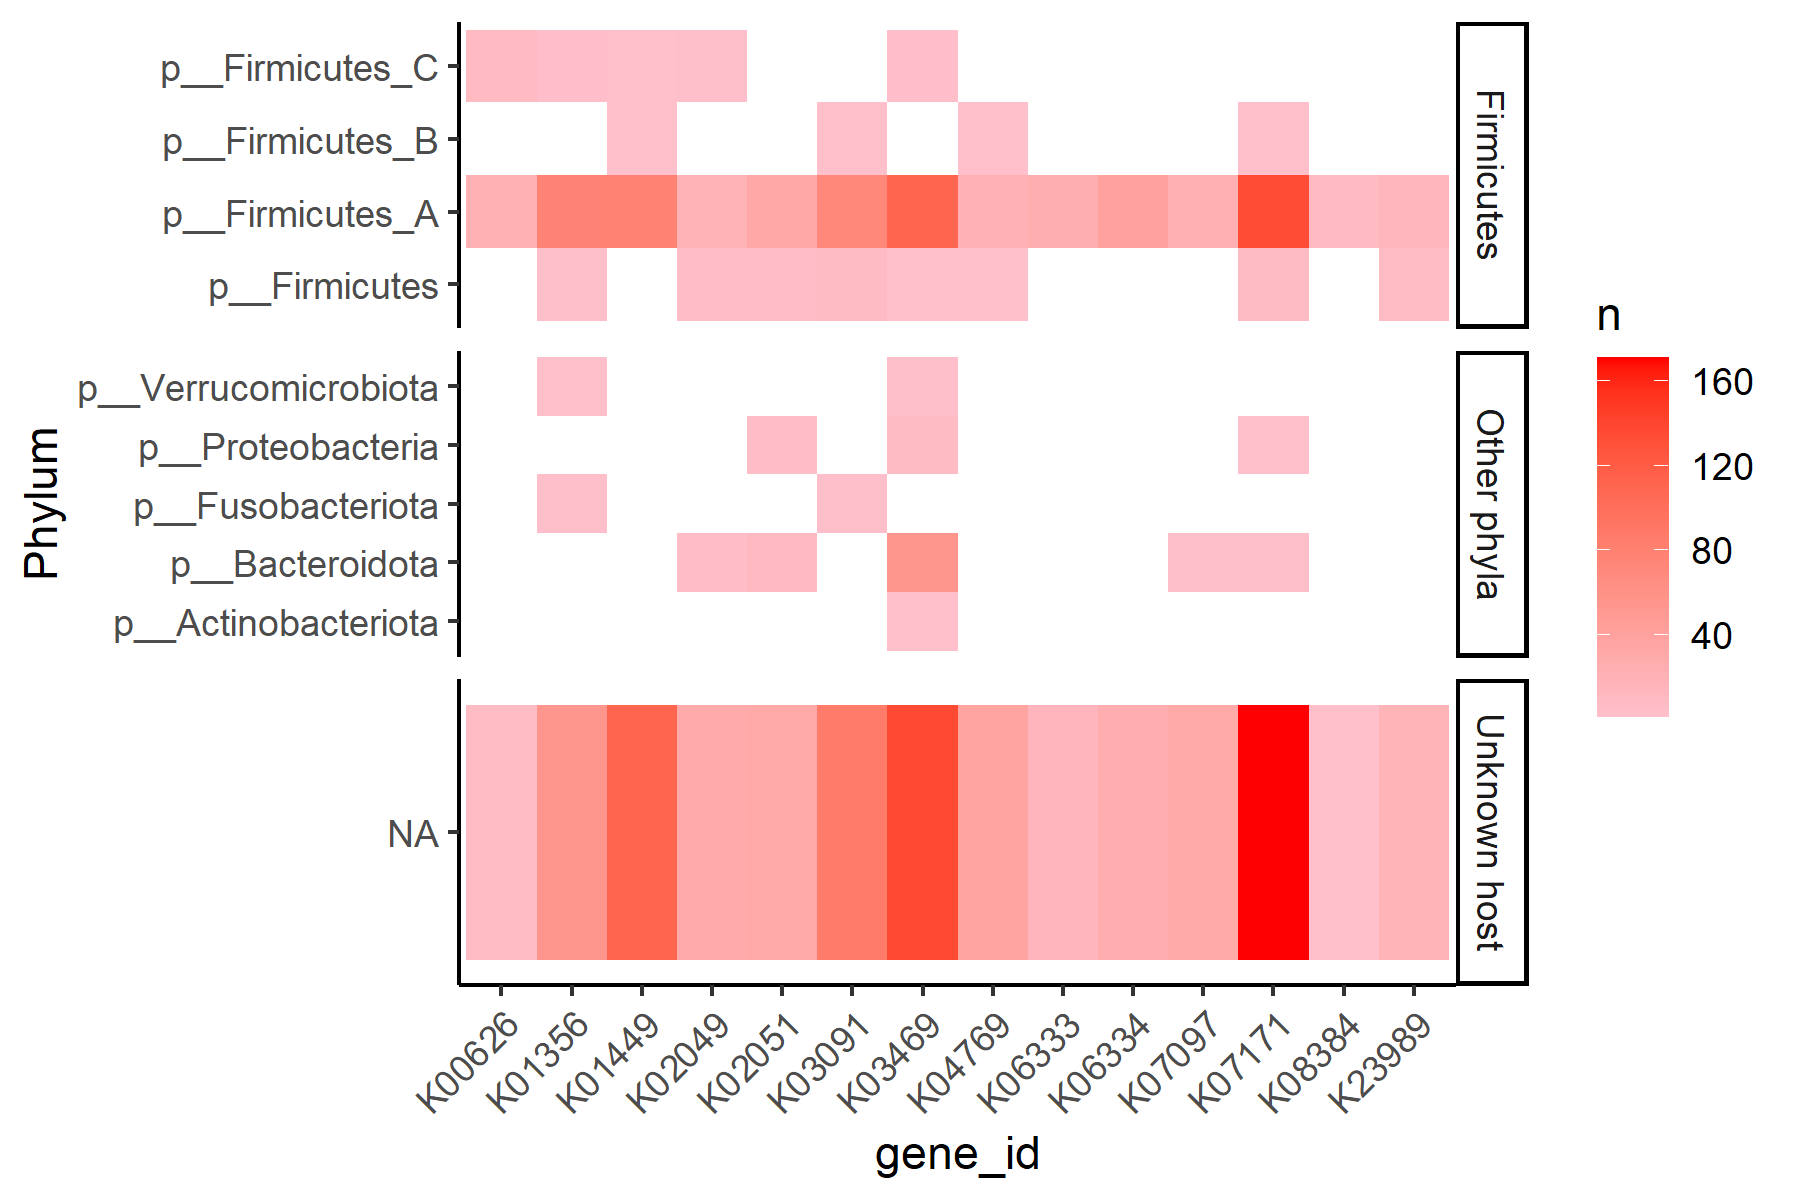 p__Firmicutes_C
p__Firmicutes_B
p__Firmicutes_A
p__Firmicutes
Firmicutes
p__Verrucomicrobiota
p__Proteobacteria
p__Fusobacteriota
p__Bacteroidota
p__Actinobacteriota
Other phyla
NA
Unknown host
Phylum
K00626
K01356
K01449
K02049
K02051
K03091
K03469
K04769
K06333
K06334
K07097
K07171
K08384
K23989
gene_id
n
160
120
80
40